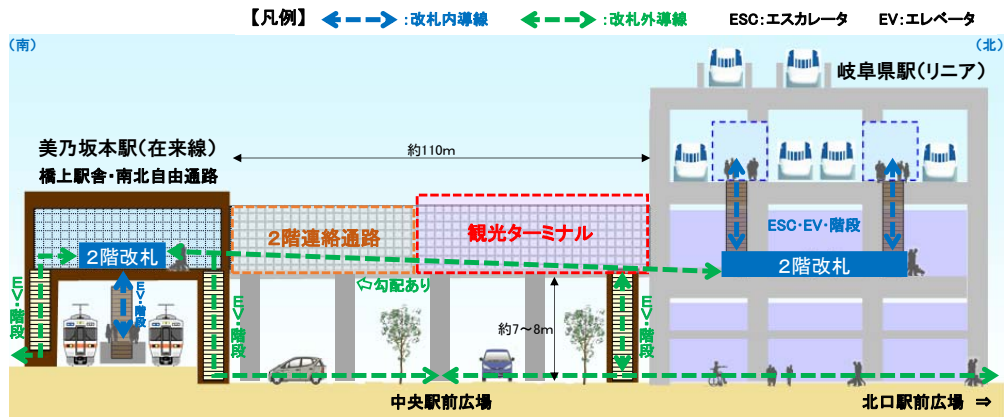 【凡例】 :改札内導線 :改札外導線 ESC:エスカレータ EV:エレベータ
(南)
(北)
岐阜県駅(リニア)
美乃坂本駅(在来線)
橋上駅舎・南北自由通路
約110m
2階連絡通路
観光ターミナル
ESC・EV・階段
2階改札
2階改札
⇦勾配あり
EV・階段
EV・階段
EV・階段
EV・階段
約7~8m
中央駅前広場
北口駅前広場 ⇒